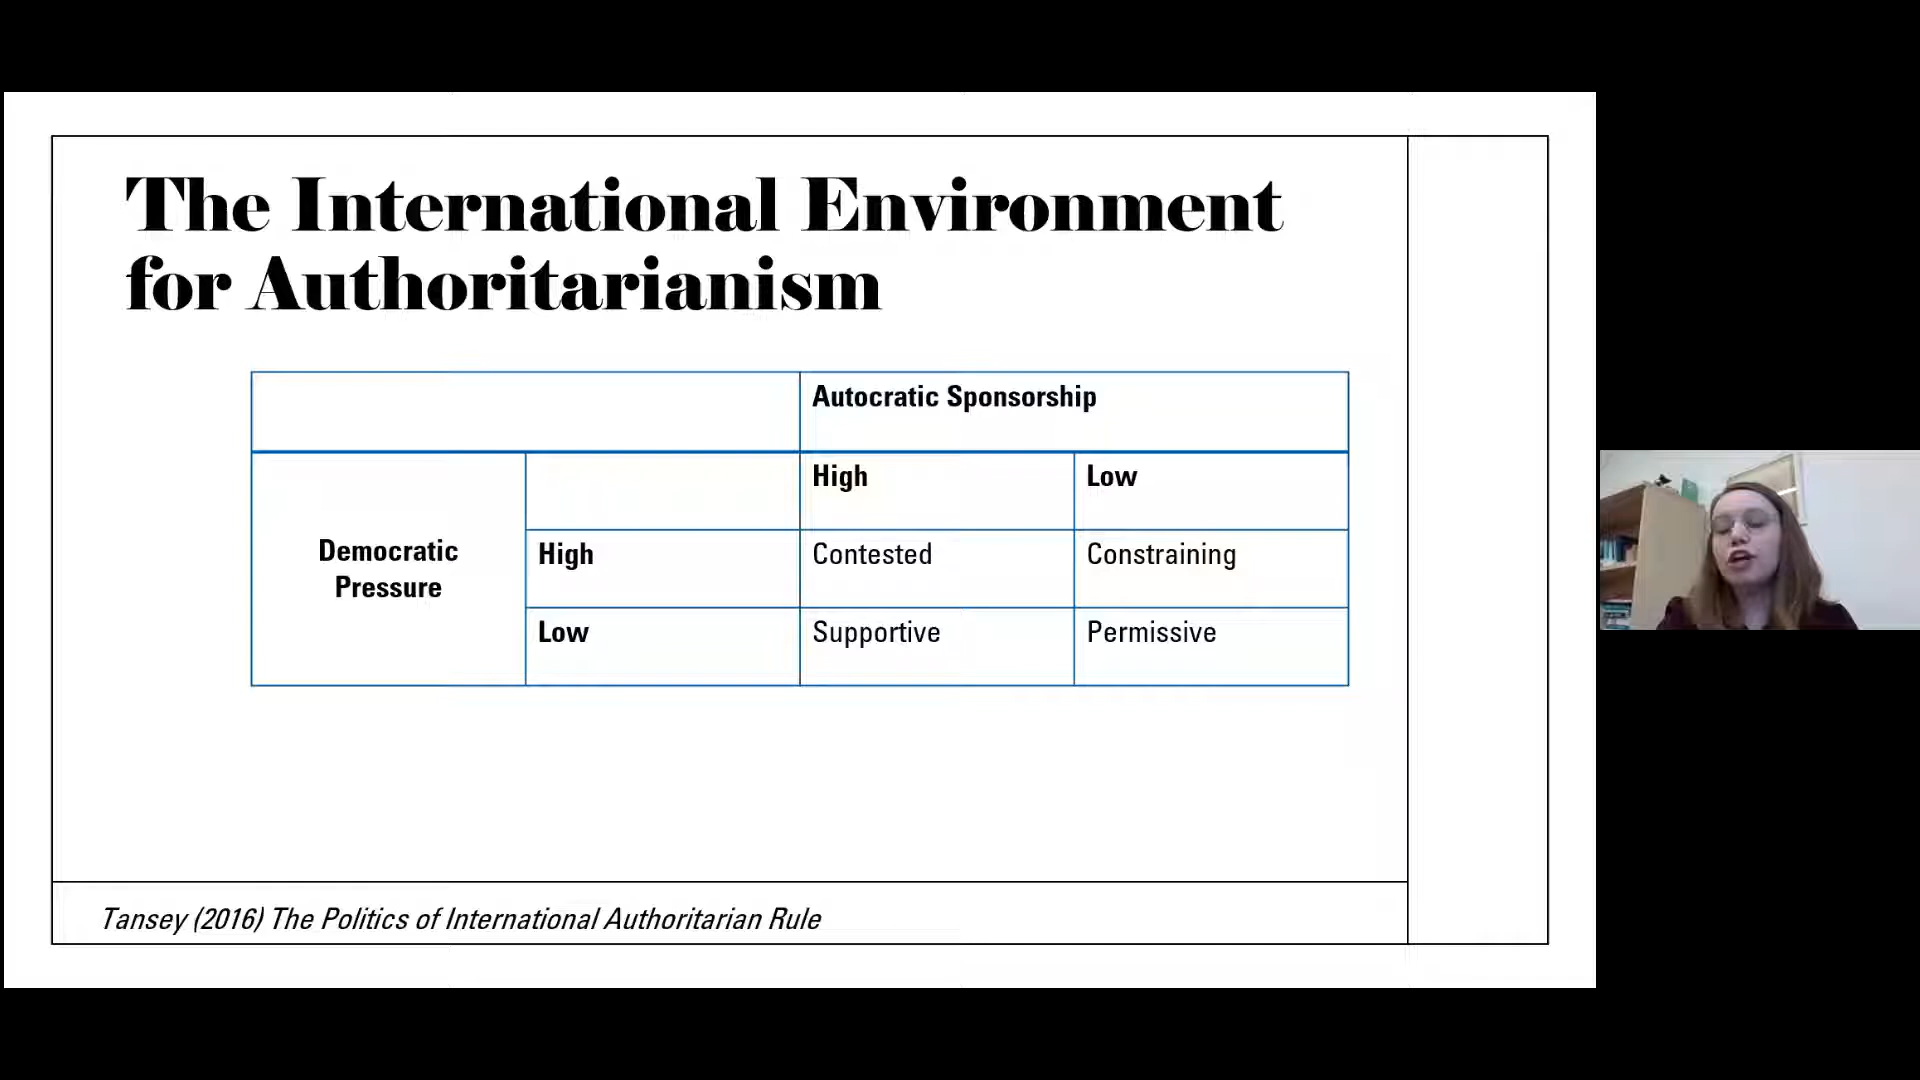 The International Environment
for Authoritarianism
Autocratic Sponsorship
High Low
Democratic
Pressure
High Contested Constraining
Low Supportive Permissive
Tansey (2016) The Politics of International Authoritarian Rule